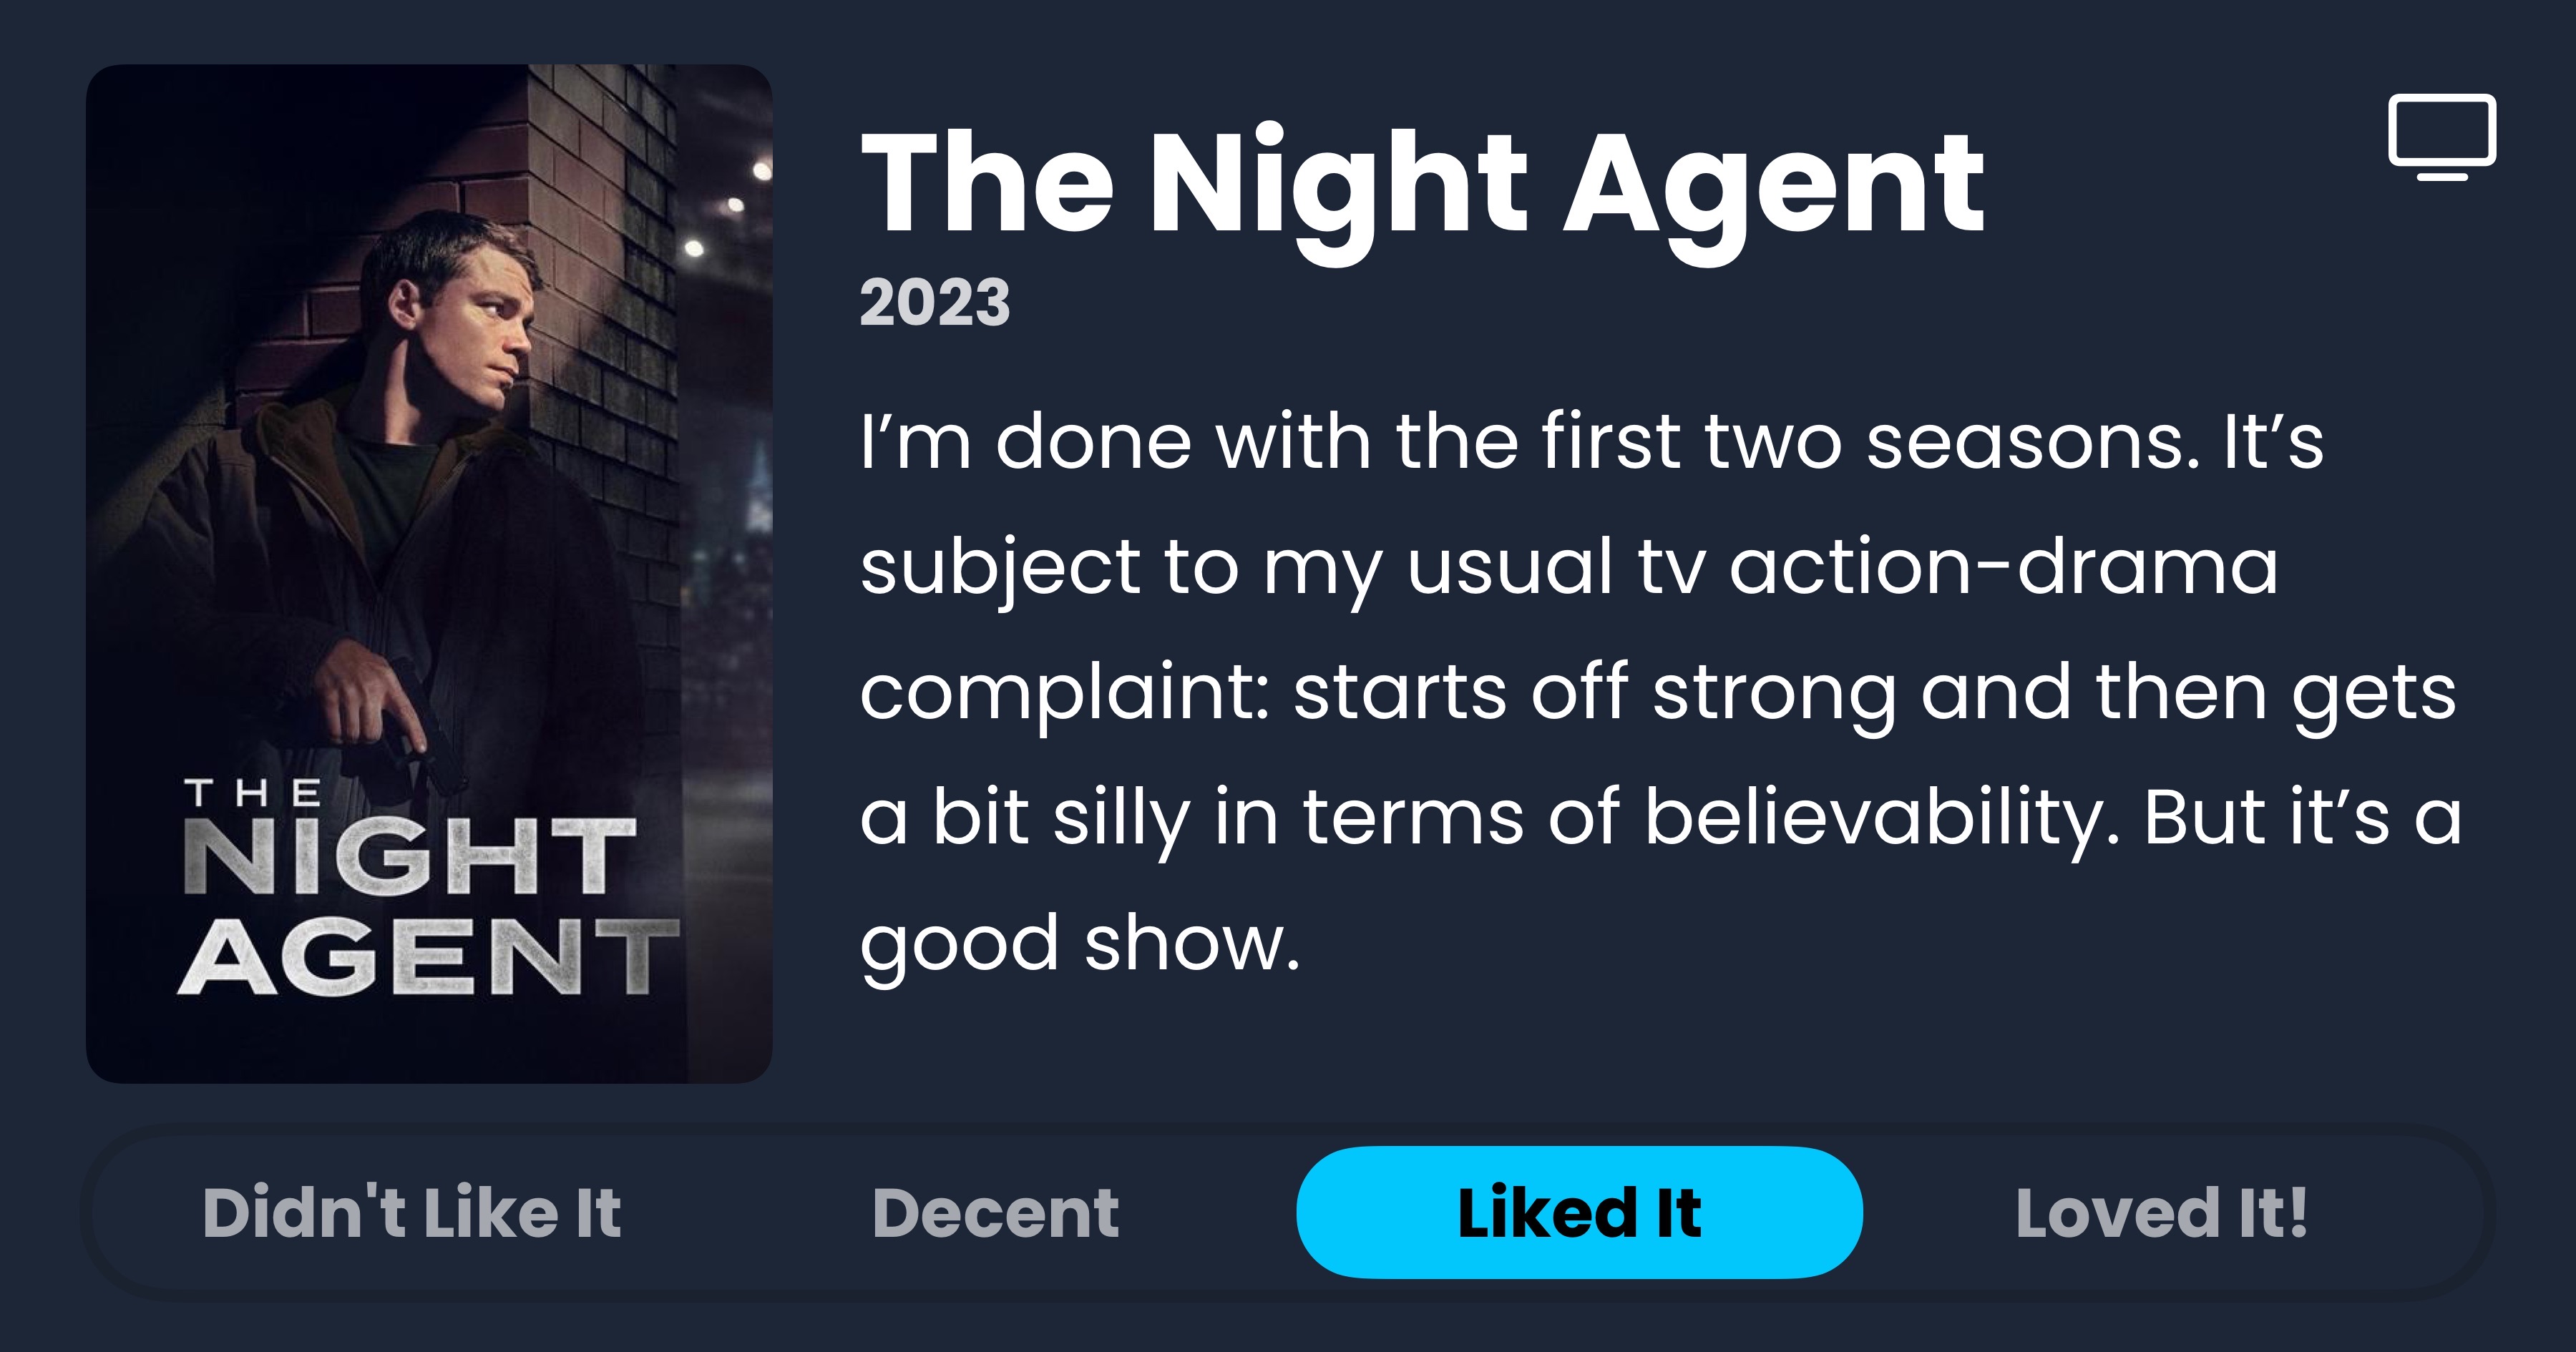 The Night Agent
2023
I’m done with the first two seasons. It’s
subject to my usual tv action-drama
complaint: starts off strong and then gets
a bit silly in terms of believability. But it’s a
good show.
THE
NIGHT
AGENT
Didn't Like It
Decent
Liked It
Loved It!